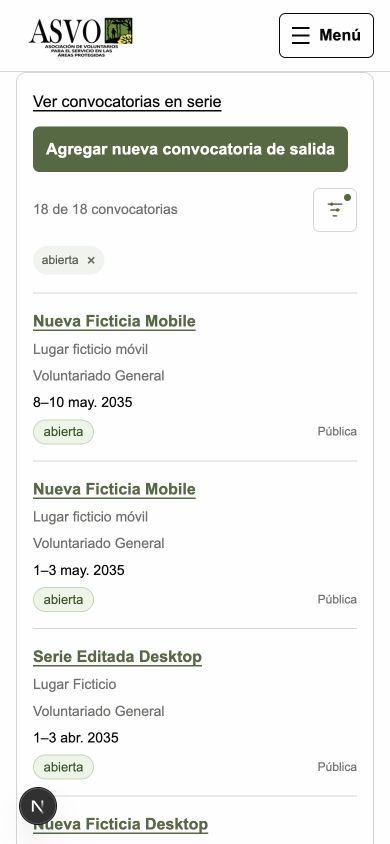 ASVO
ASOCIACIÓN DE VOLUNTARIOS
PARA EL SERVICIO EN LAS
ÁREAS PROTEGIDAS
Menú
Ver convocatorias en serie
Agregar nueva convocatoria de salida
18 de 18 convocatorias
abierta ×
Nueva Ficticia Mobile
Lugar ficticio móvil
Voluntariado General
8–10 may. 2035
abierta
Pública
Nueva Ficticia Mobile
Lugar ficticio móvil
Voluntariado General
1–3 may. 2035
abierta
Pública
Serie Editada Desktop
Lugar Ficticio
Voluntariado General
1–3 abr. 2035
abierta
Pública
N
Nueva Ficticia Desktop